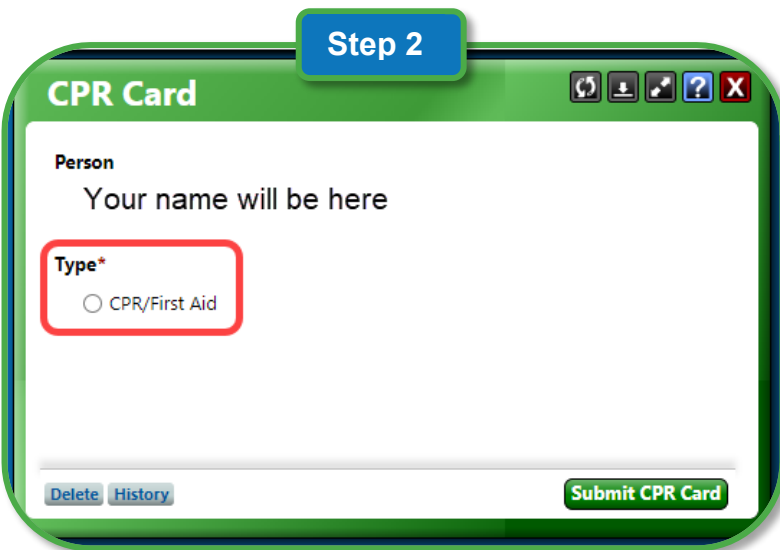 Step 2
CPR Card
?
X
Person
Your name will be here
Type*
CPR/First Aid
Delete History
Submit CPR Card